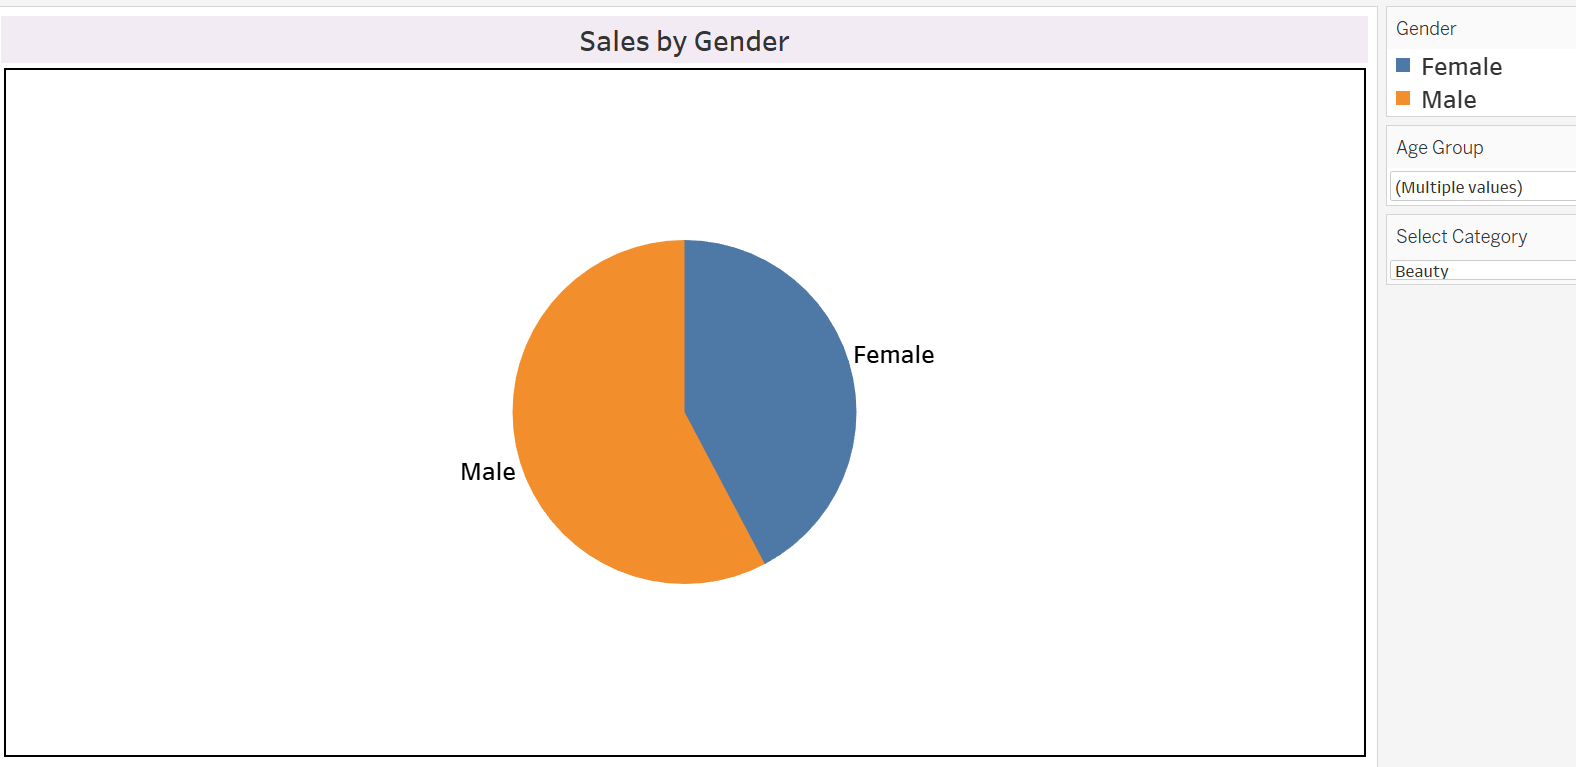 Sales by Gender
Female
Male
Gender
Female
Male
Age Group
(Multiple values)
Select Category
Beauty